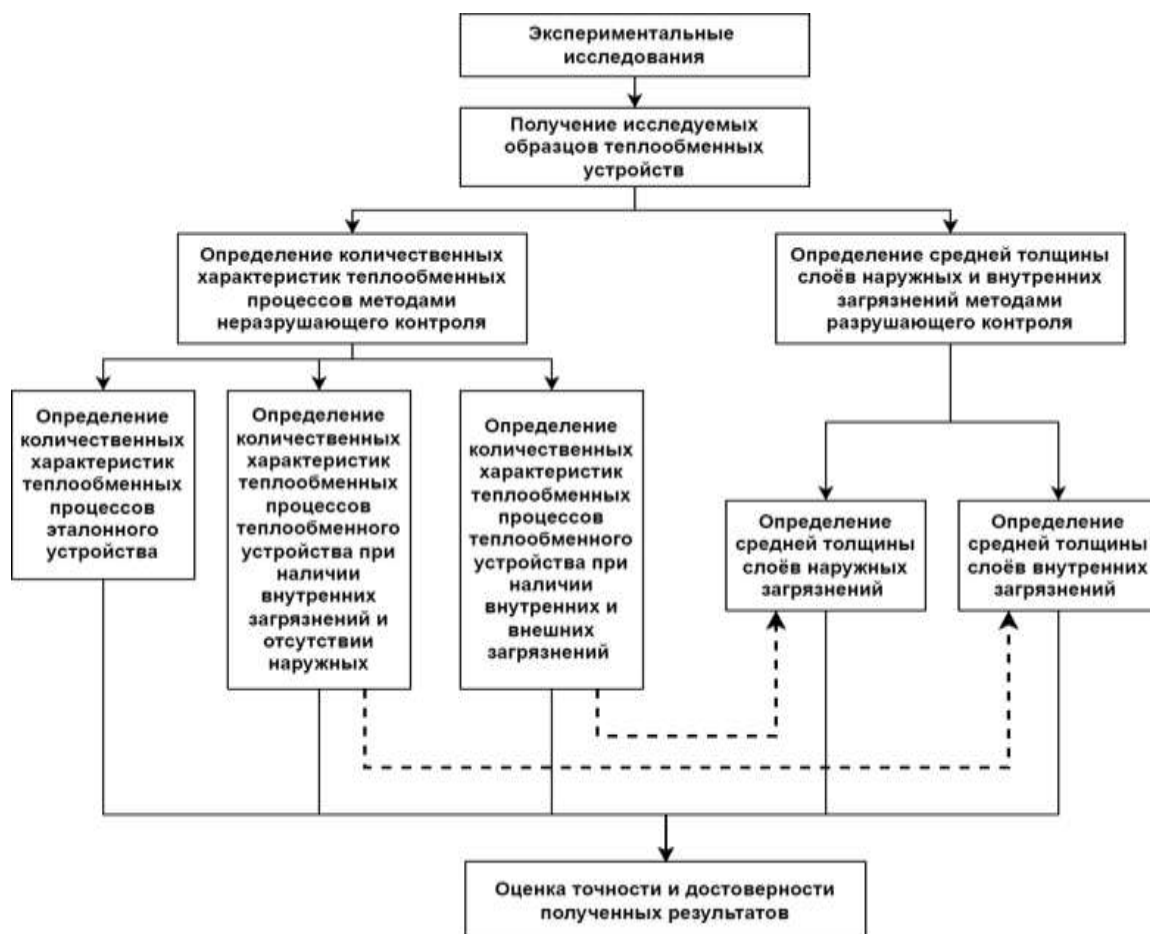 Экспериментальные
исследования
Получение исследуемых
образцов теплообменных
устройств
Определение количественных
характеристик теплообменных
процессов методами
неразрушающего контроля
Определение средней толщины
слоёв наружных и внутренних
загрязнений методами
разрушающего контроля
Определение
количественных
характеристик
теплообменных
процессов
эталонного
устройства
Определение
количественных
характеристик
теплообменных
процессов
теплообменного
устройства при
наличии
внутренних
загрязнений и
отсутствии
наружных
Определение
количественных
характеристик
теплообменных
процессов
теплообменного
устройства при
наличии
внутренних и
внешних
загрязнений
Определение
средней толщины
слоёв наружных
загрязнений
Определение
средней толщины
слоёв внутренних
загрязнений
Оценка точности и достоверности
полученных результатов